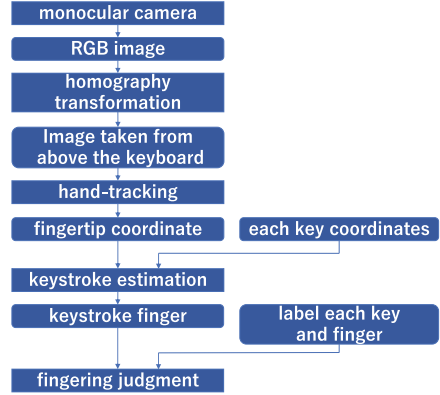 monocular camera
RGB image
homography
transformation
Image taken from
above the keyboard
hand-tracking
fingertip coordinate
each key coordinates
keystroke estimation
keystroke finger
label each key
and finger
fingering judgment